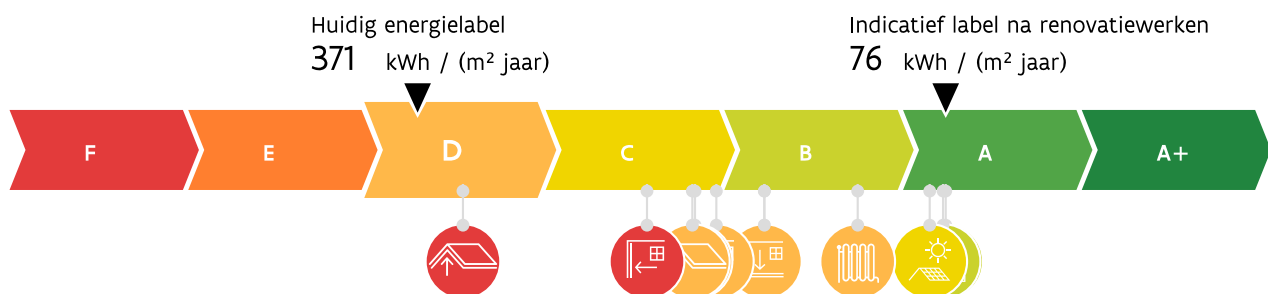 Huidig energielabel
371 kWh / (m² jaar)
Indicatief label na renovatiewerken
76 kWh / (m² jaar)
F E D C B A A+